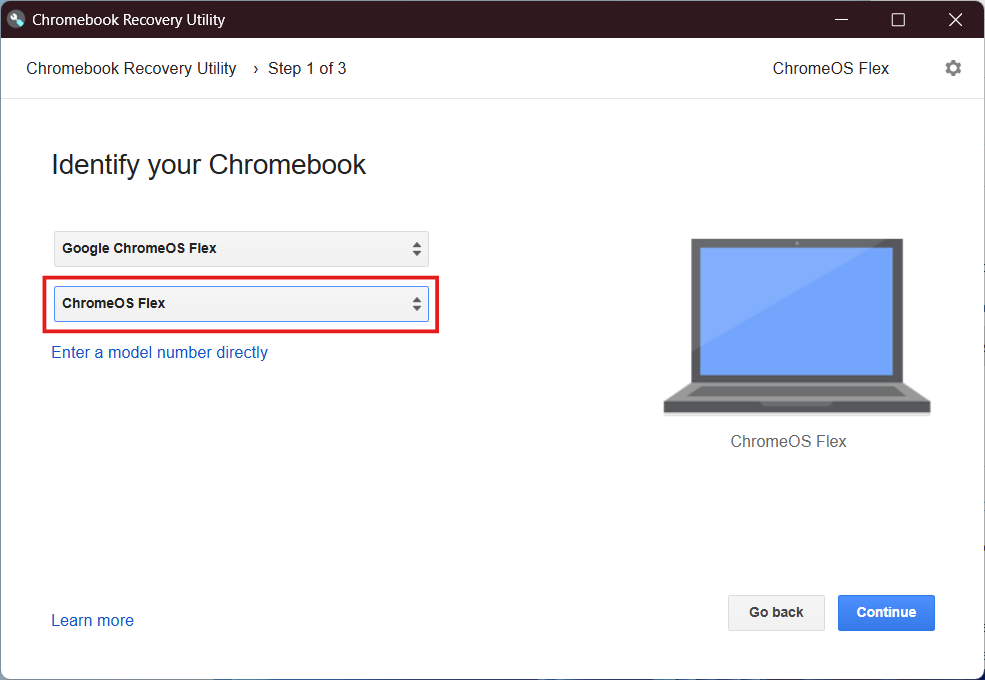 Chromebook Recovery Utility
Chromebook Recovery Utility › Step 1 of 3 ChromeOS Flex
Identify your Chromebook
Google ChromeOS Flex
ChromeOS Flex
Enter a model number directly
ChromeOS Flex
Learn more
Go back Continue